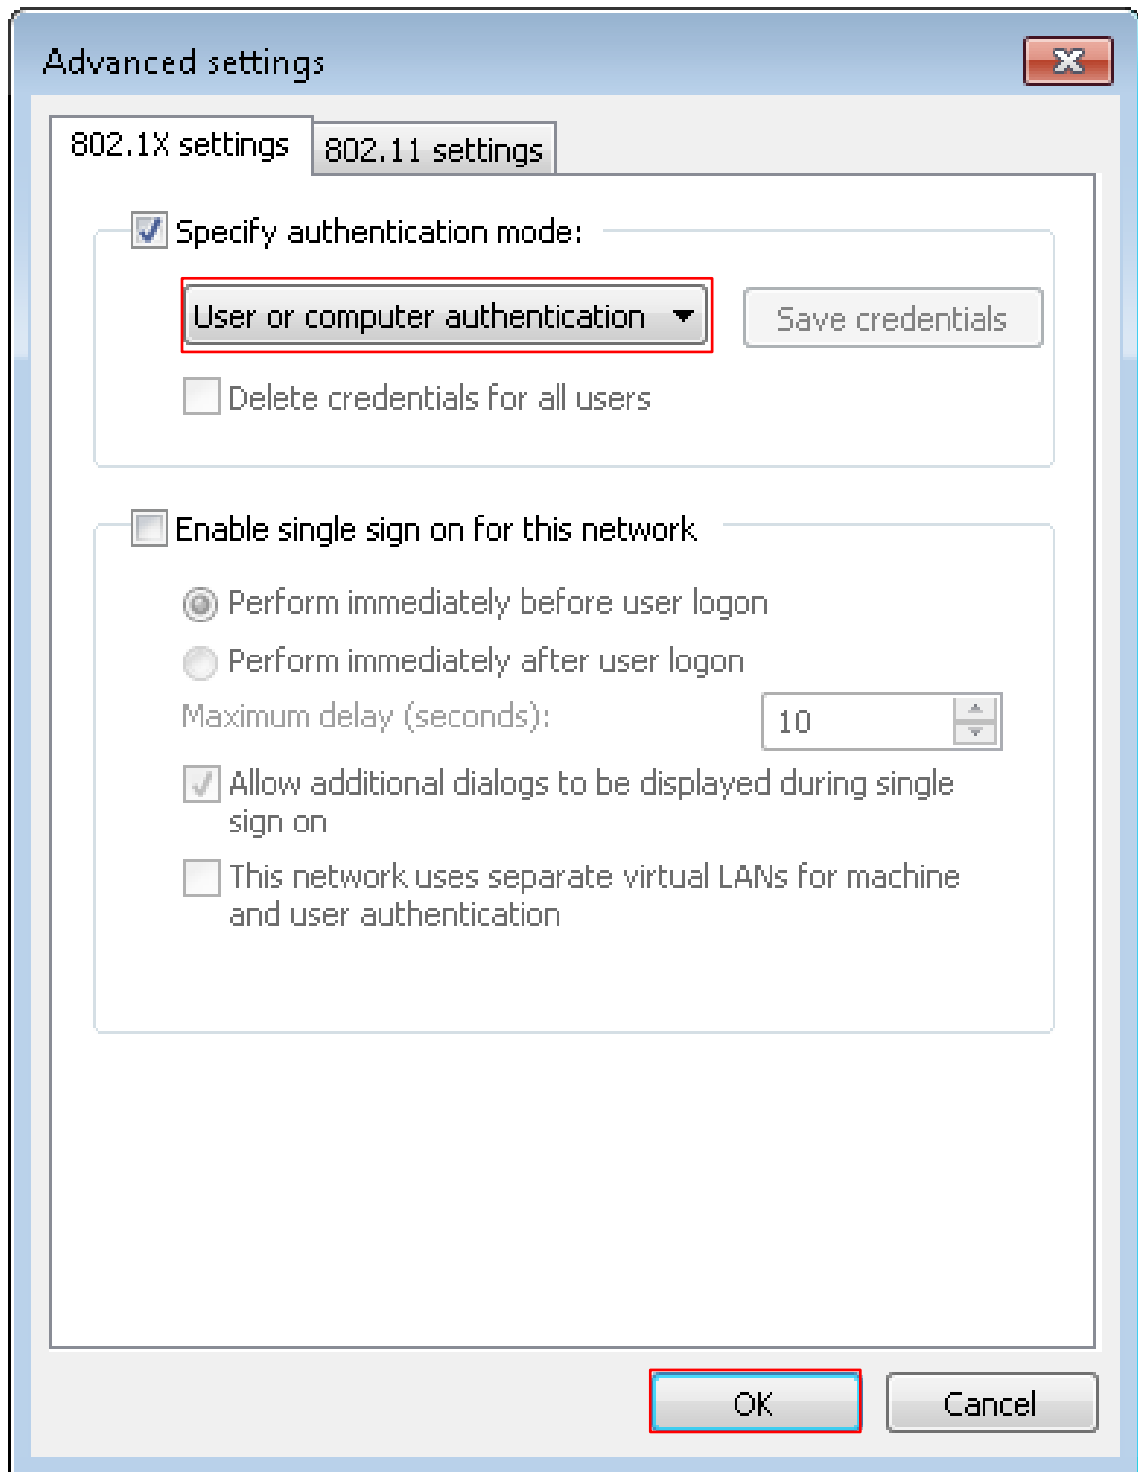 Advanced settings
802.1X settings
802.11 settings
Specify authentication mode:
User or computer authentication
Save credentials
Delete credentials for all users
Enable single sign on for this network
Perform immediately before user logon
Perform immediately after user logon
Maximum delay (seconds):
10
Allow additional dialogs to be displayed during single
sign on
This network uses separate virtual LANs for machine
and user authentication
OK
Cancel